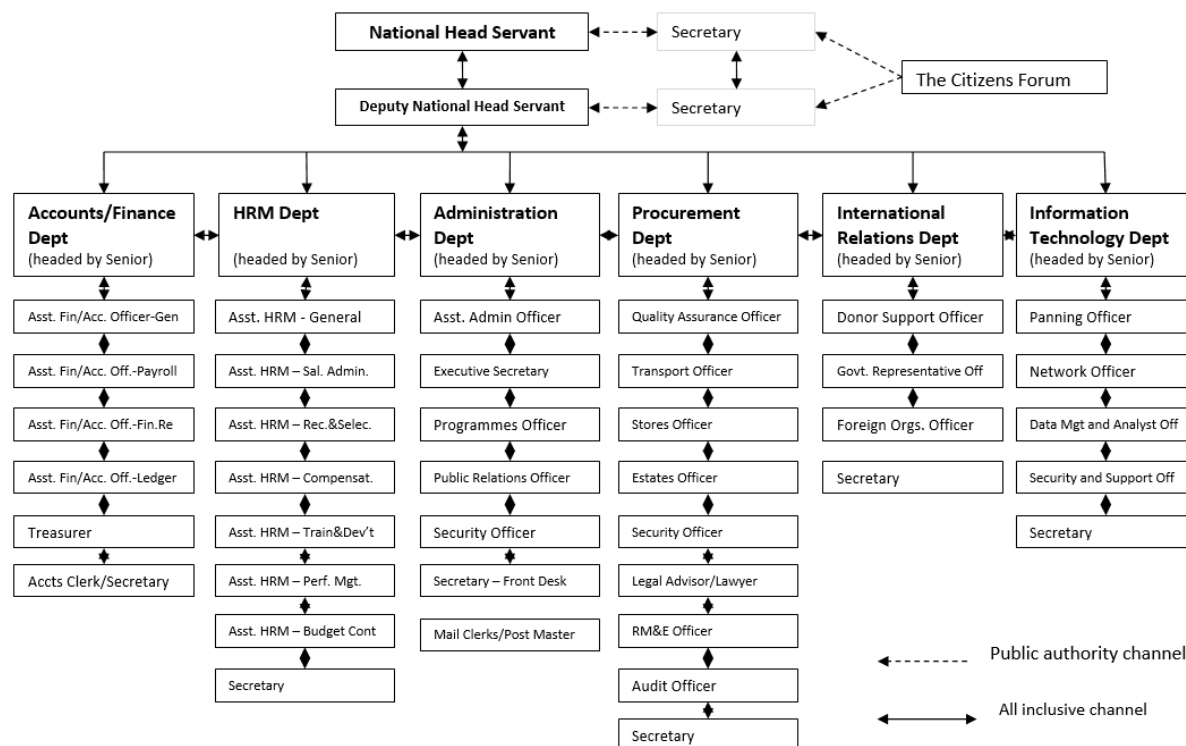 National Head Servant
Secretary
The Citizens Forum
Deputy National Head Servant
Secretary
Accounts/Finance
Dept
(headed by Senior)
HRM Dept
(headed by Senior)
Administration
Dept
(headed by Senior)
Procurement
Dept
(headed by Senior)
International
Relations Dept
(headed by Senior)
Information
Technology Dept
(headed by Senior)
Asst. Fin/Acc. Officer-Gen
Asst. HRM - General
Asst. Admin Officer
Quality Assurance Officer
Donor Support Officer
Panning Officer
Asst. Fin/Acc. Off.-Payroll
Asst. HRM – Sal. Admin.
Executive Secretary
Transport Officer
Govt. Representative Off
Network Officer
Asst. Fin/Acc. Off.-Fin.Re
Asst. HRM – Rec.&Selec.
Programmes Officer
Stores Officer
Foreign Orgs. Officer
Data Mgt and Analyst Off
Asst. Fin/Acc. Off.-Ledger
Asst. HRM – Compensat.
Public Relations Officer
Estates Officer
Secretary
Security and Support Off
Treasurer
Asst. HRM – Train&Dev’t
Security Officer
Security Officer
Secretary
Accts Clerk/Secretary
Asst. HRM – Perf. Mgt.
Secretary – Front Desk
Legal Advisor/Lawyer
Asst. HRM – Budget Cont
Mail Clerks/Post Master
RM&E Officer
Secretary
Audit Officer
Secretary
Public authority channel
All inclusive channel